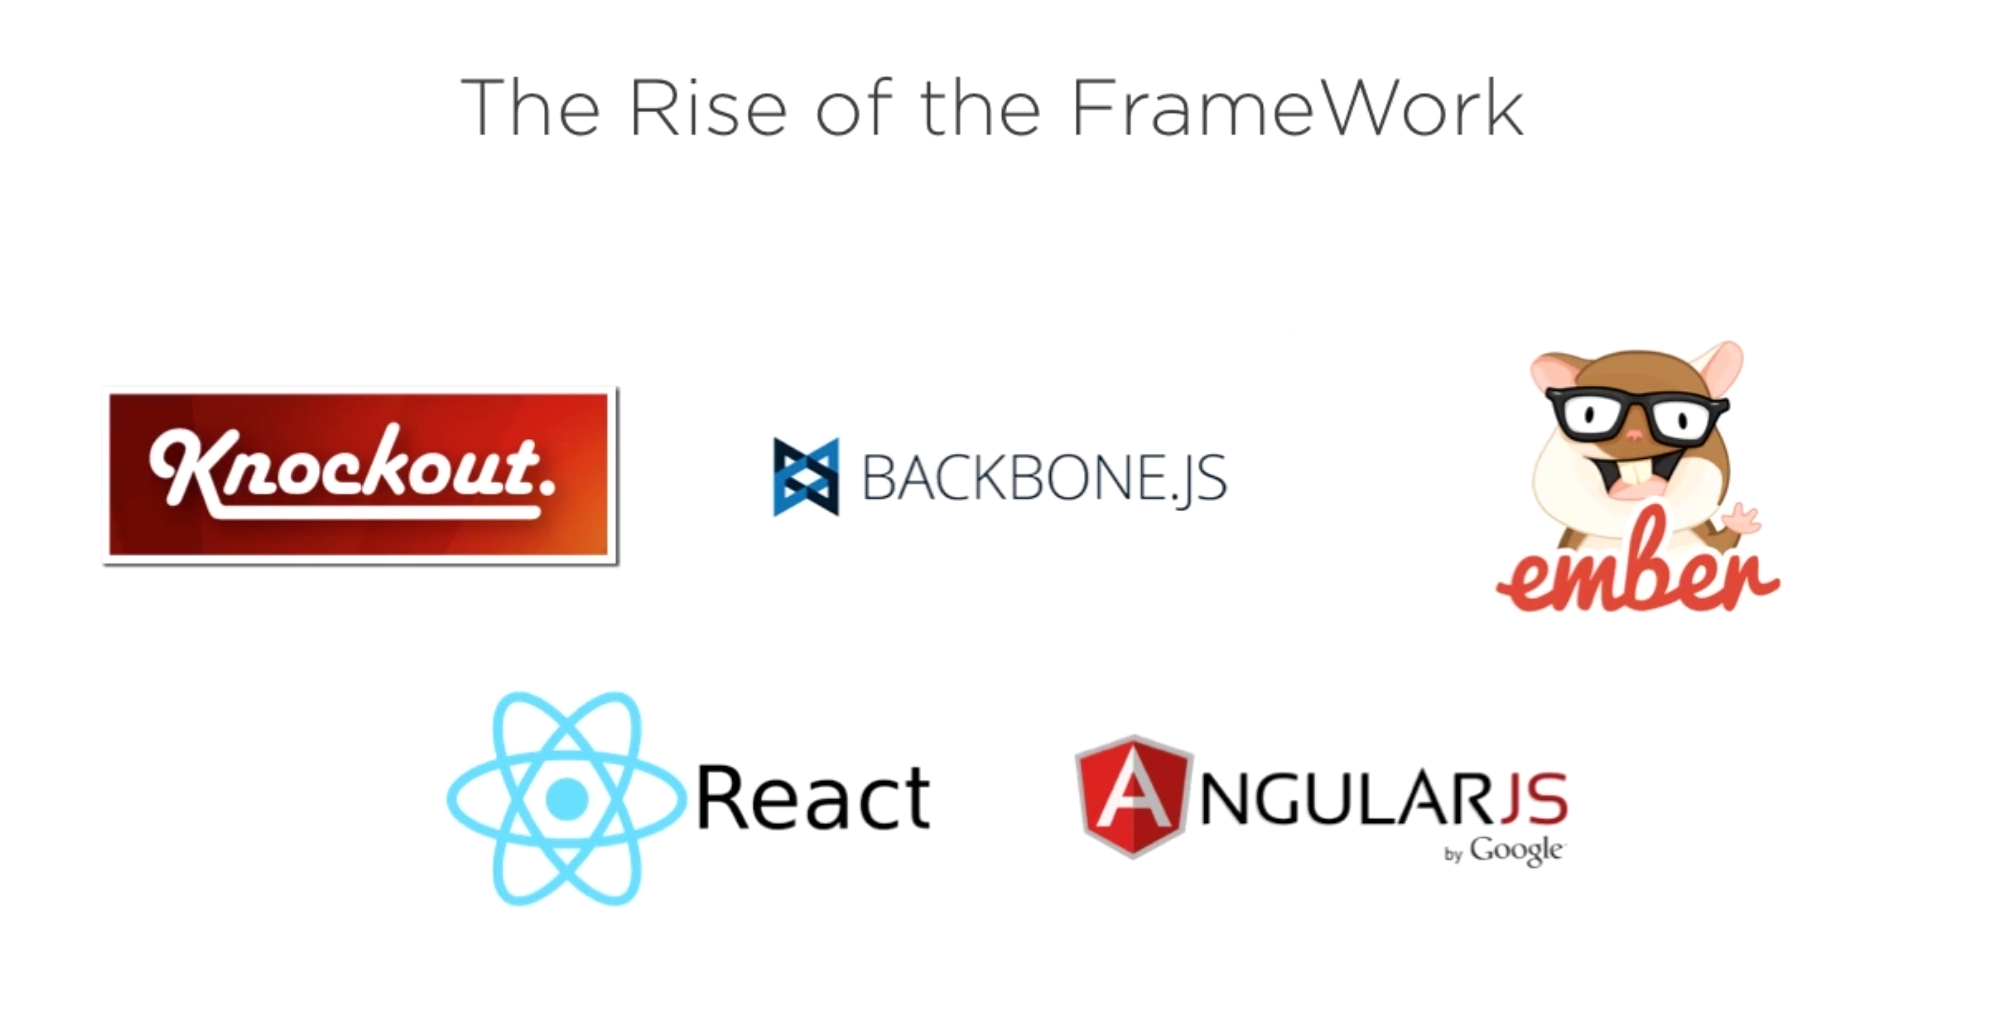 The Rise of the FrameWork
Knockout.
BACKBONE.JS
ember
React
ANGULARJS
by Google